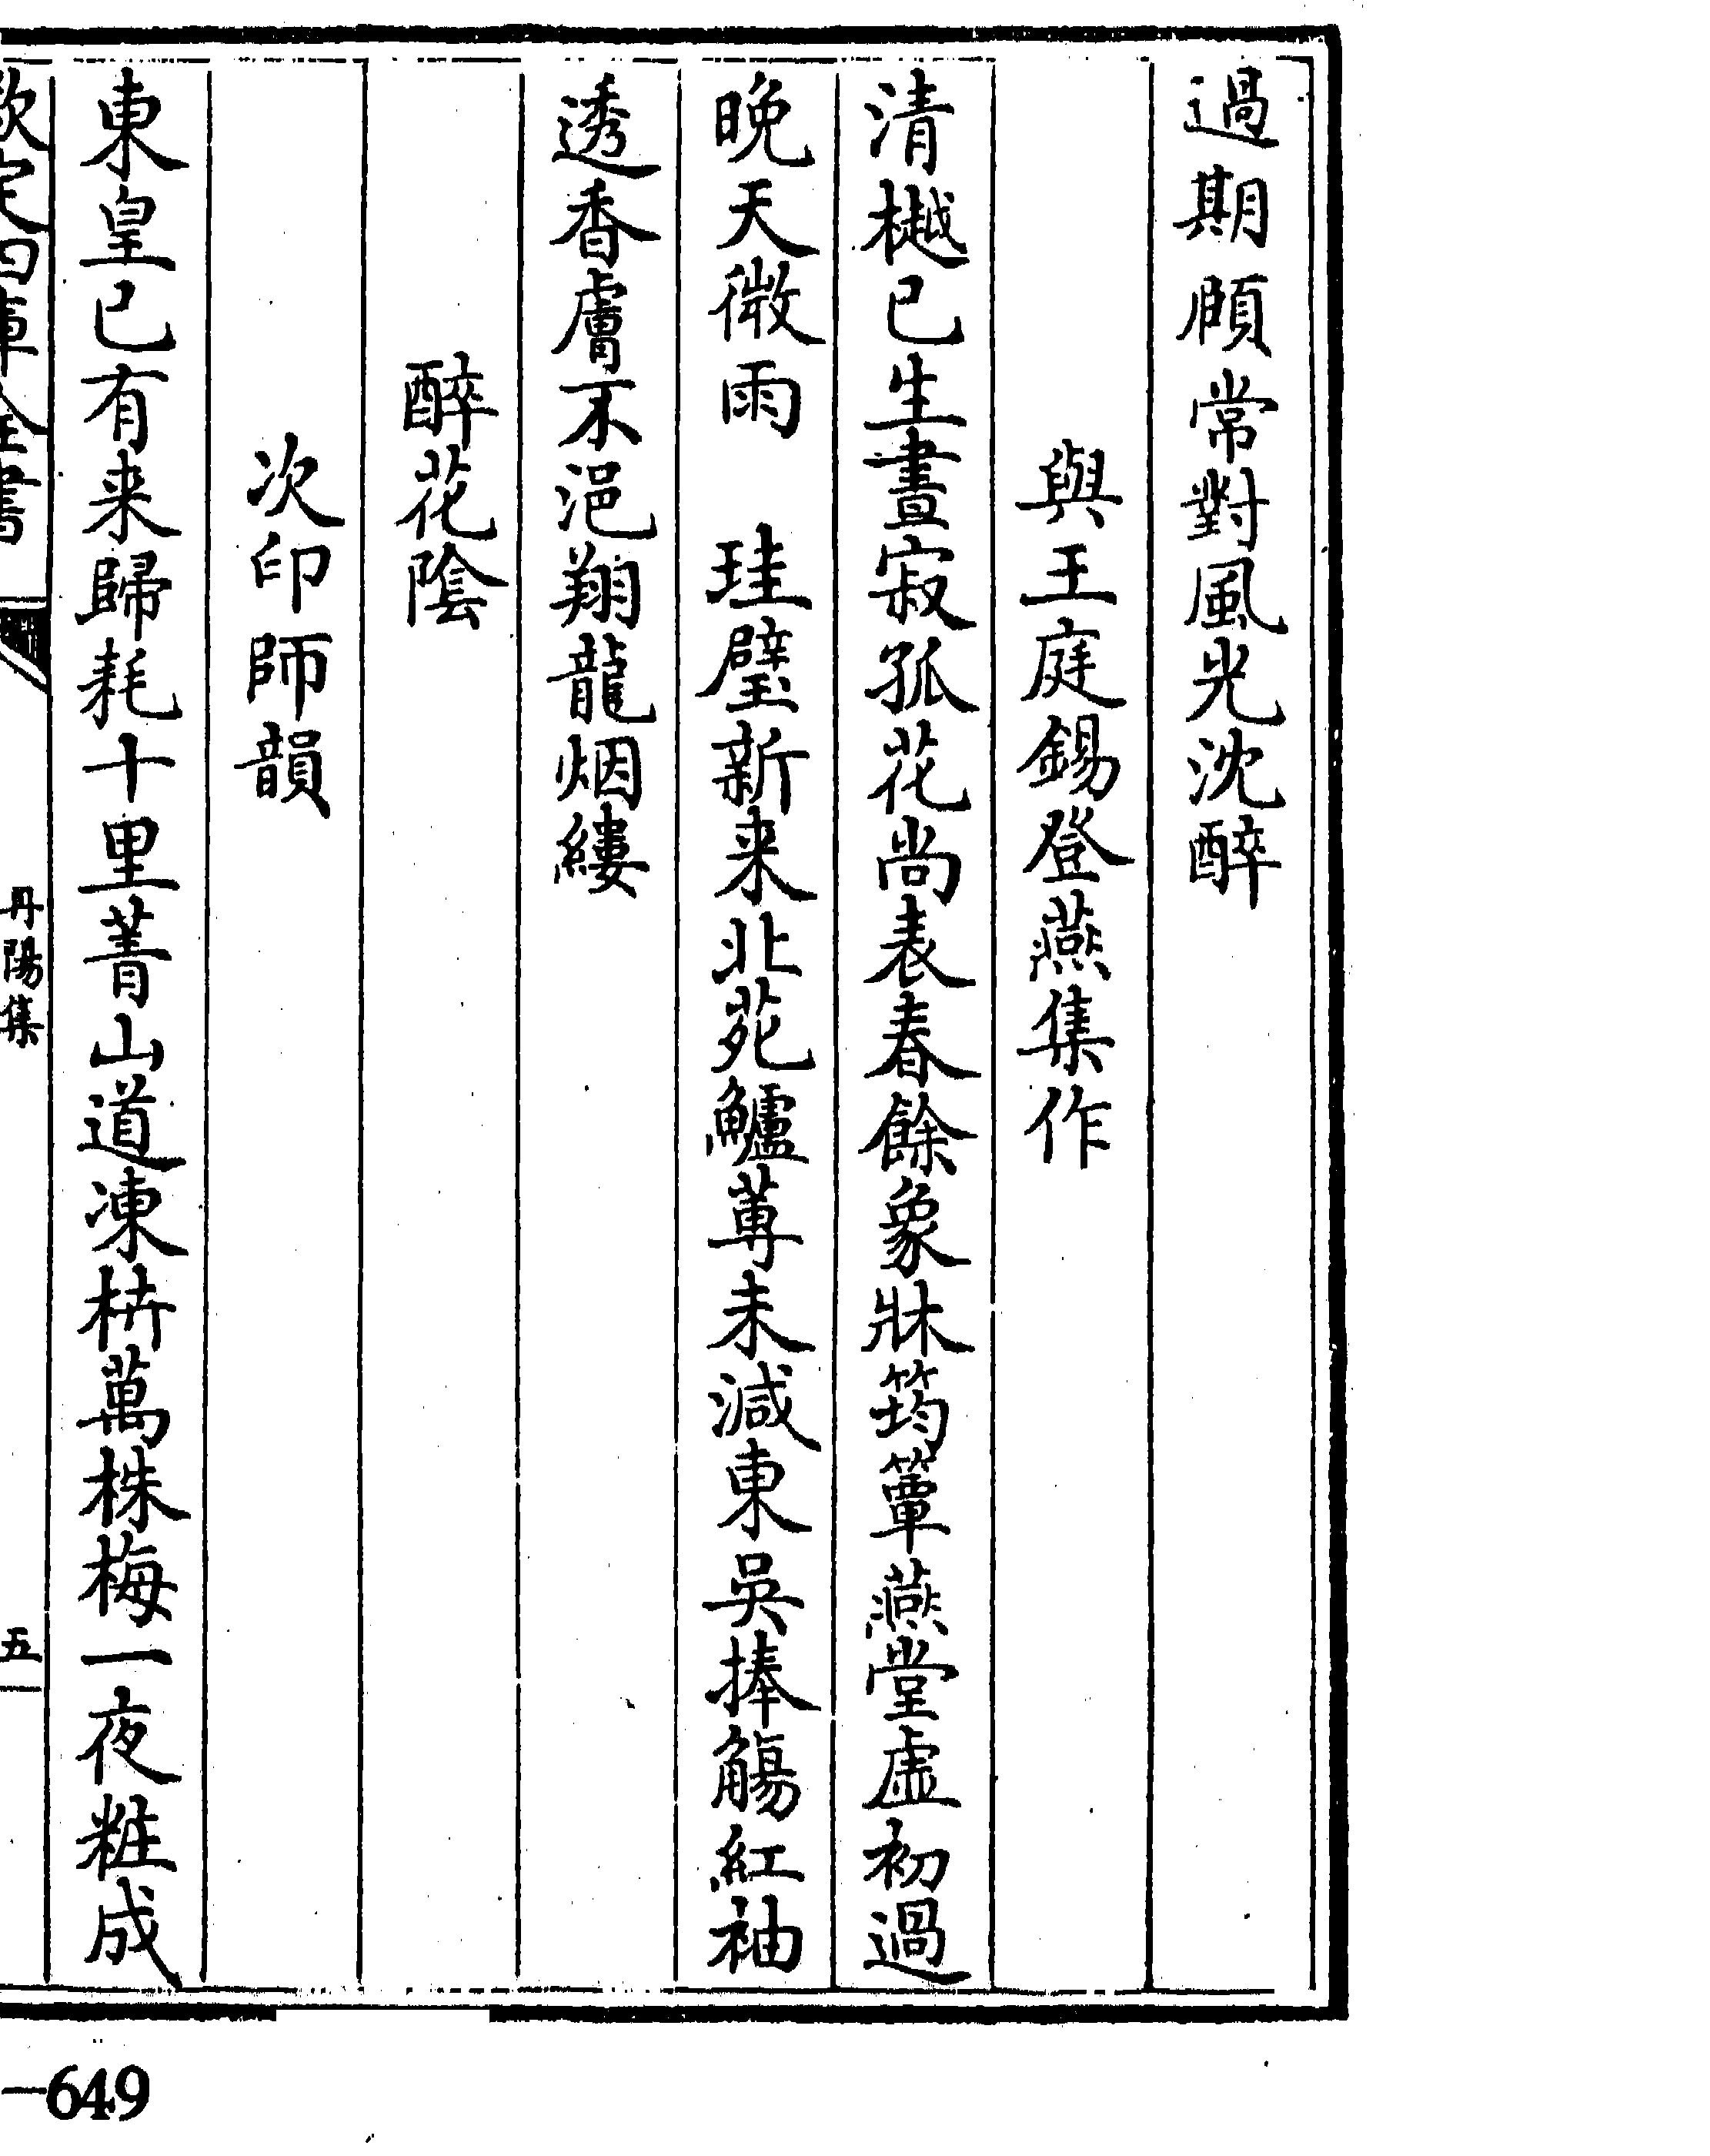 過期頋常對風光沈醉
與王庭錫登燕集作
清樾已生晝寂孤花尚表春餘象牀筠簟燕堂虛初過
晚天微雨　珪璧新来北苑鱸蓴未減東吳捧觴紅袖
透香膚不浥翔龍烟縷
醉花陰
次印師韻
東皇已有来歸耗十里菁山道凍枿萬株梅一夜粧成
欽定四庫全書
丹陽集
五
649